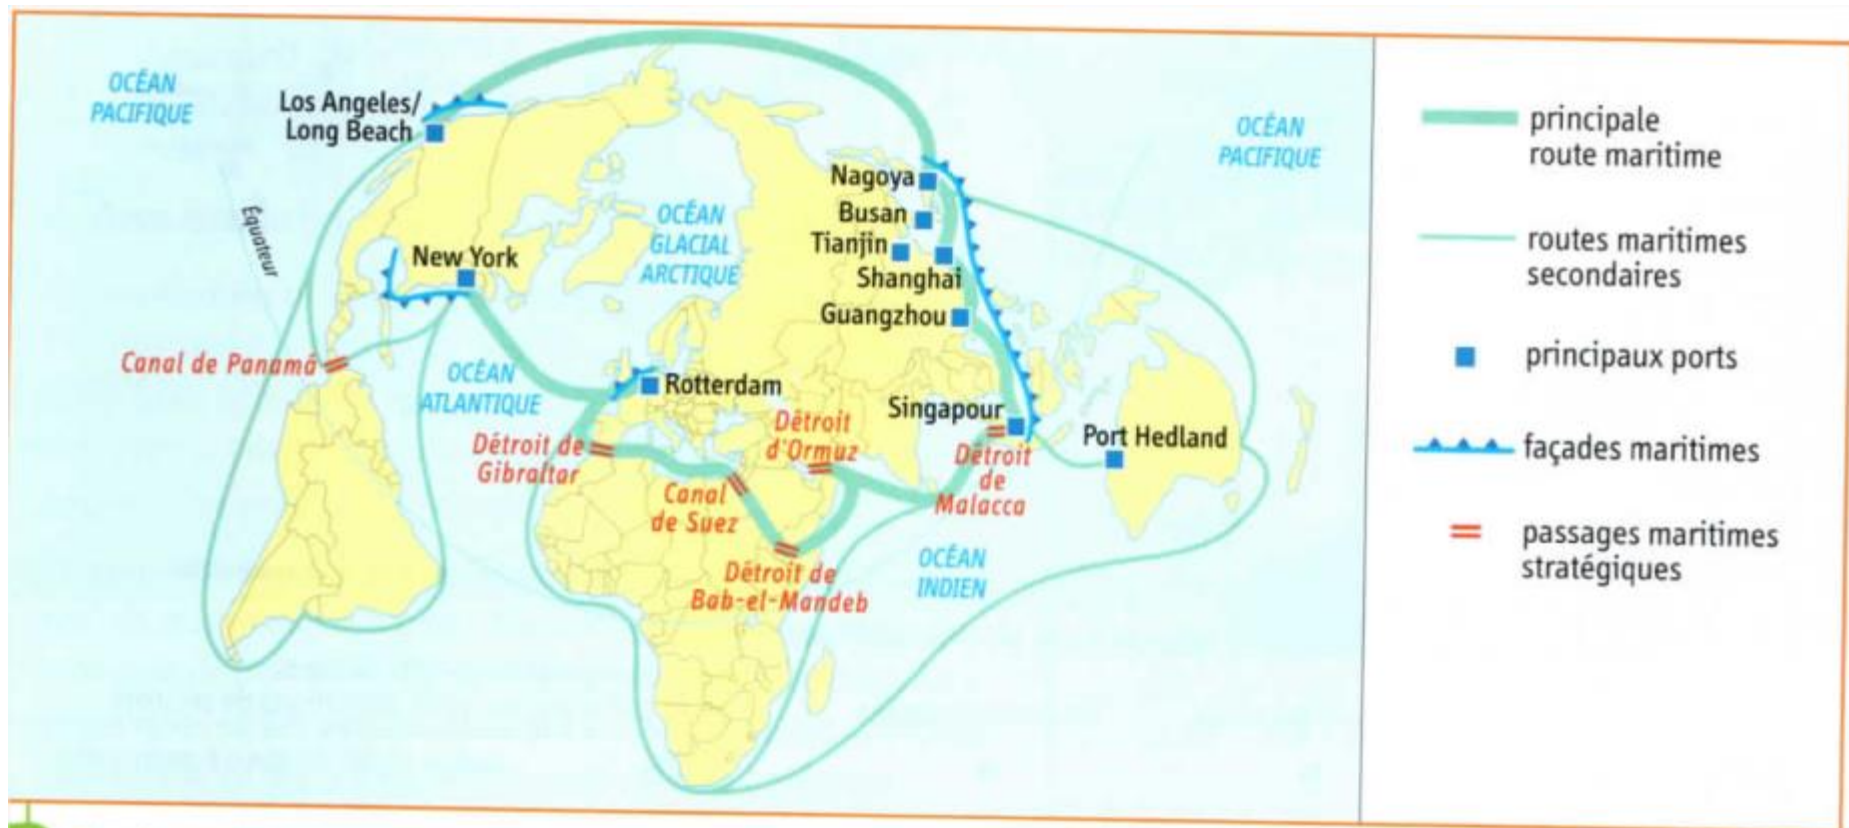 OCÉAN
PACIFIQUE
Los Angeles/
Long Beach
Équateur
New York
Canal de Panamá
OCÉAN
ATLANTIQUE
OCÉAN
GLACIAL
ARCTIQUE
Rotterdam
Détroit de
Gibraltar
Canal
de Suez
Détroit
d'Ormuz
Détroit de
Bab-el-Mandeb
Nagoya
Busan
Tianjin
Shanghai
Guangzhou
Singapour
Détroit
de
Malacca
OCÉAN
INDIEN
Port Hedland
OCÉAN
PACIFIQUE
principale
route maritime
routes maritimes
secondaires
principaux ports
façades maritimes
passages maritimes
stratégiques